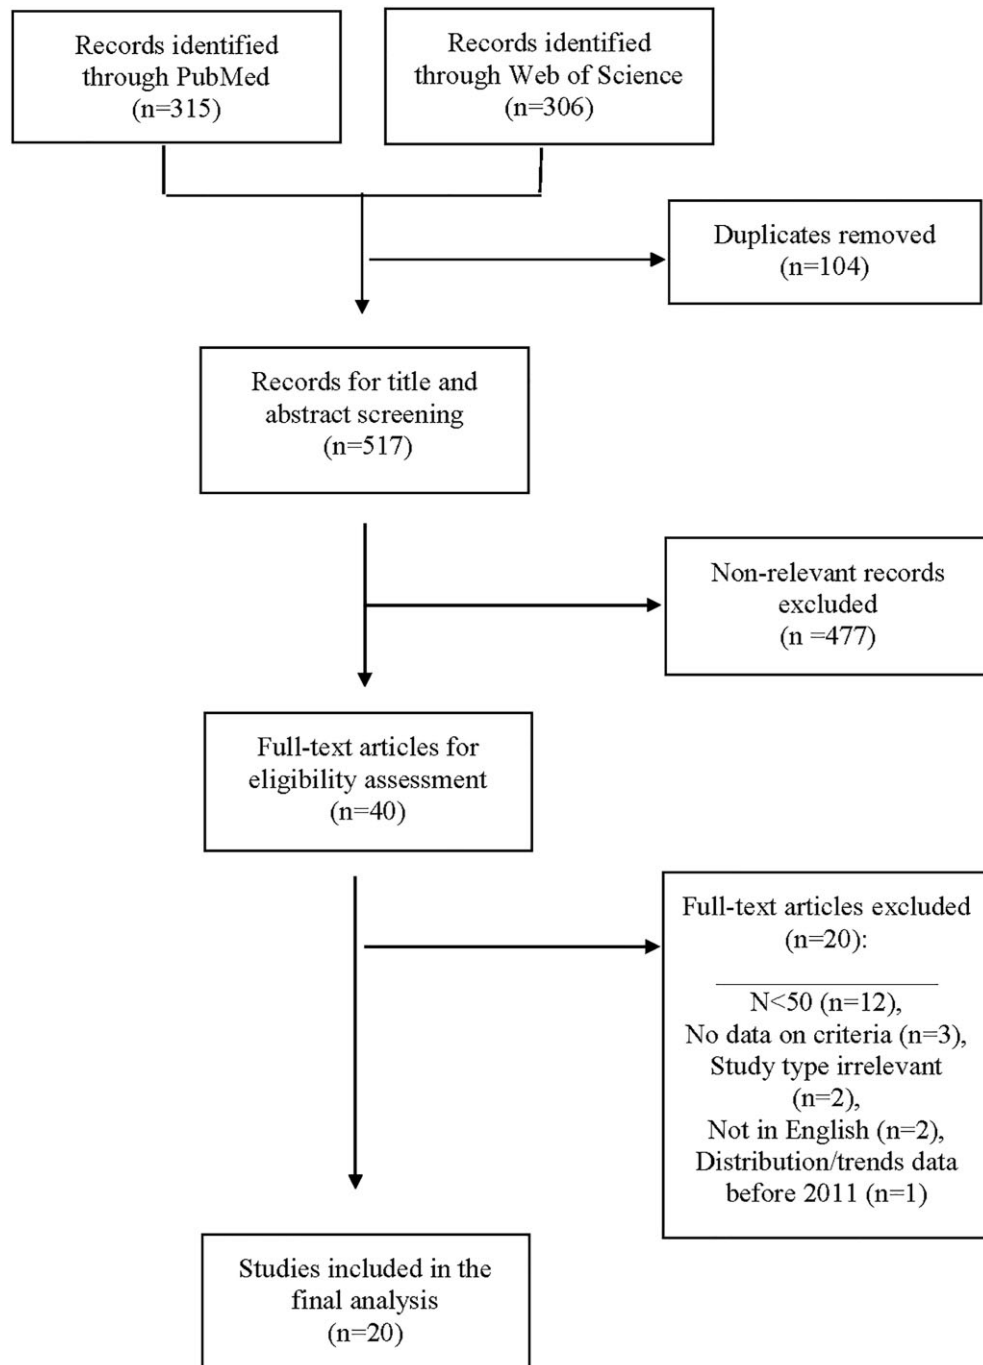 Records identified
through PubMed
(n=315)
Records identified
through Web of Science
(n=306)
Duplicates removed
(n=104)
Records for title and
abstract screening
(n=517)
Non-relevant records
excluded
(n =477)
Full-text articles for
eligibility assessment
(n=40)
Full-text articles excluded
(n=20):
N<50 (n=12),
No data on criteria (n=3),
Study type irrelevant
(n=2),
Not in English (n=2),
Distribution/trends data
before 2011 (n=1)
Studies included in the
final analysis
(n=20)